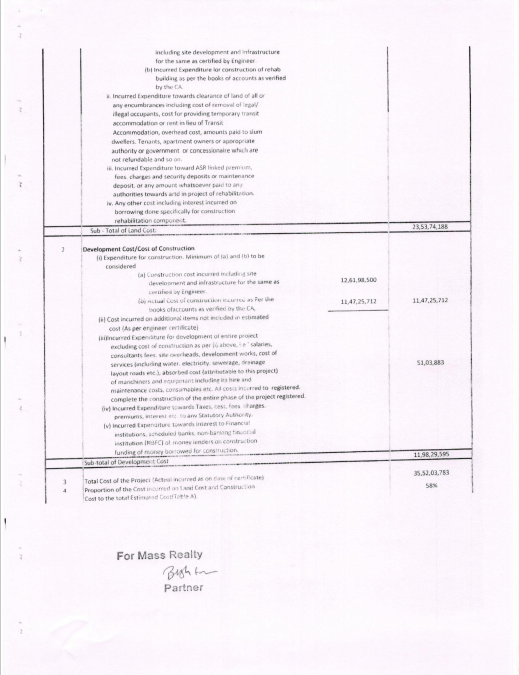 including site development and infrastructure
for the same as certified by Engineer.
(b) Incurred Expenditure for construction of rehab
building as per the books of accounts as verified
by the CA.
ii. Incurred Expenditure towards clearance of land of all or
any encumbrances including cost of removal of legal/
illegal occupants, cost for providing temporary transit
accommodation or rent in lieu of Transit
Accommodation, overhead cost, amounts paid to slum
dwellers. Tenants, apartment owners or appropriate
authority or government or concessionaire which are
not refundable and so on.
iii. Incurred Expenditure toward ASR linked premium,
fees, charges and security deposits or maintenance
deposit, or any amount whatsoever paid to any
authorities towards and in project of rehabilitation.
iv. Any other cost including interest incurred on
borrowing done specifically for construction
rehabilitation component.
Sub - Total of Land Cost: 23,53,74,188
2 Development Cost/Cost of Construction
(i) Expenditure for construction. Minimum of (a) and (b) to be
considered
(a) Construction cost incurred including site
development and infrastructure for the same as
certified by Engineer. 12,61,98,500
(b) Actual Cost of construction incurred as Per the
books ofaccounts as verified by the CA, 11,47,25,712 11,47,25,712
(ii) Cost incurred on additional items not included in estimated
cost (As per engineer certificate)
(iii)Incurred Expenditure for development of entire project
excluding cost of construction as per (i) above, i.e ' salaries,
consultants fees, site overheads, development works, cost of
services (including water, electricity, sewerage, drainage
layout roads etc.), absorbed cost (attributable to this project) 51,03,883
of manchiners and equipment including its hire and
maintenance costs, consumables etc. All costs incurred to registered.
complete the construction of the entire phase of the project registered.
(iv) Incurred Expenditure towards Taxes, cess, fees charges,
premiums, interest etc. to any Statutory Authority.
(v) Incurred Expenditure towards Interest to Financial
institutions, scheduled banks, non-banking financial
institution (NBFC) or money lenders on construction
funding of money borrowed for construction.
Sub-total of Development Cost 11,98,29,595
3 Total Cost of the Project (Actual incurred as on date of certificate) 35,52,03,783
4 Proportion of the Cost incurred on Land Cost and Construction 58%
Cost to the total Estimated Cost(Table A).
For Mass Realty
Partner